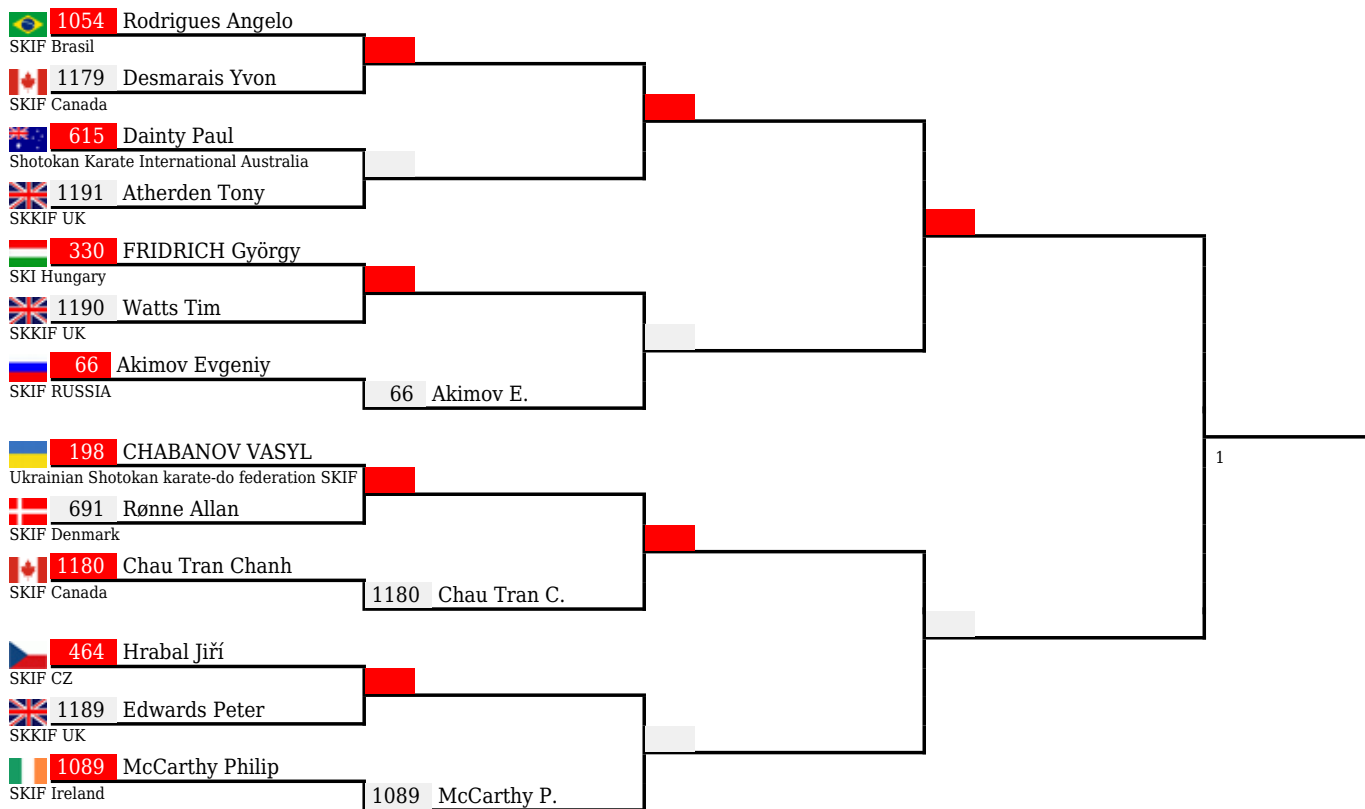 1054 Rodrigues Angelo
SKIF Brasil
1179 Desmarais Yvon
SKIF Canada
615 Dainty Paul
Shotokan Karate International Australia
1191 Atherden Tony
SKKIF UK
330 FRIDRICH György
SKI Hungary
1190 Watts Tim
SKKIF UK
66 Akimov Evgeniy
SKIF RUSSIA
66 Akimov E.
198 CHABANOV VASYL
1
Ukrainian Shotokan karate-do federation SKIF
691 Rønne Allan
SKIF Denmark
1180 Chau Tran Chanh
SKIF Canada
1180 Chau Tran C.
464 Hrabal Jiří
SKIF CZ
1189 Edwards Peter
SKKIF UK
1089 McCarthy Philip
SKIF Ireland
1089 McCarthy P.